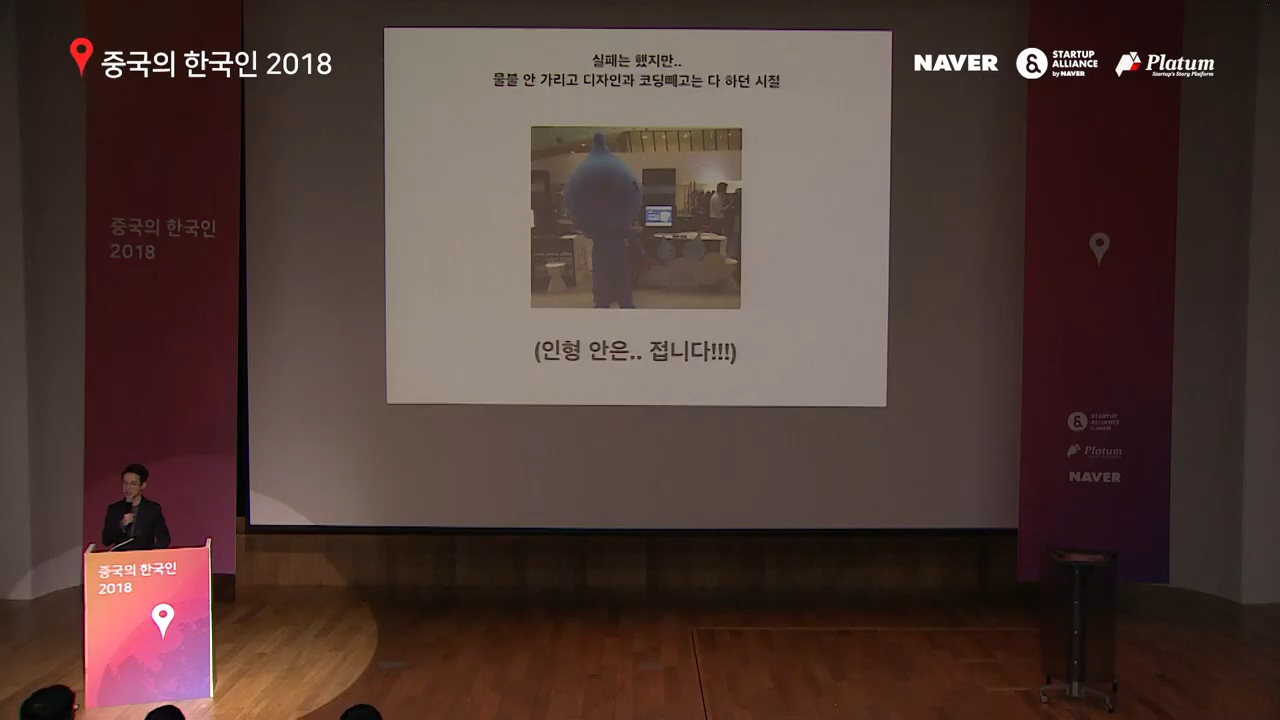 중국의 한국인 2018
NAVER
&
STARTUP
ALLIANCE
by NAVER
Platum
Startup's Story Platform
실패는 했지만..
물불 안 가리고 디자인과 코딩빼고는 다 하던 시절
(인형 안은.. 접니다!!!)
중국의 한국인
2018
&
STARTUP
ALLIANCE
Platum
NAVER
중국의 한국인
2018